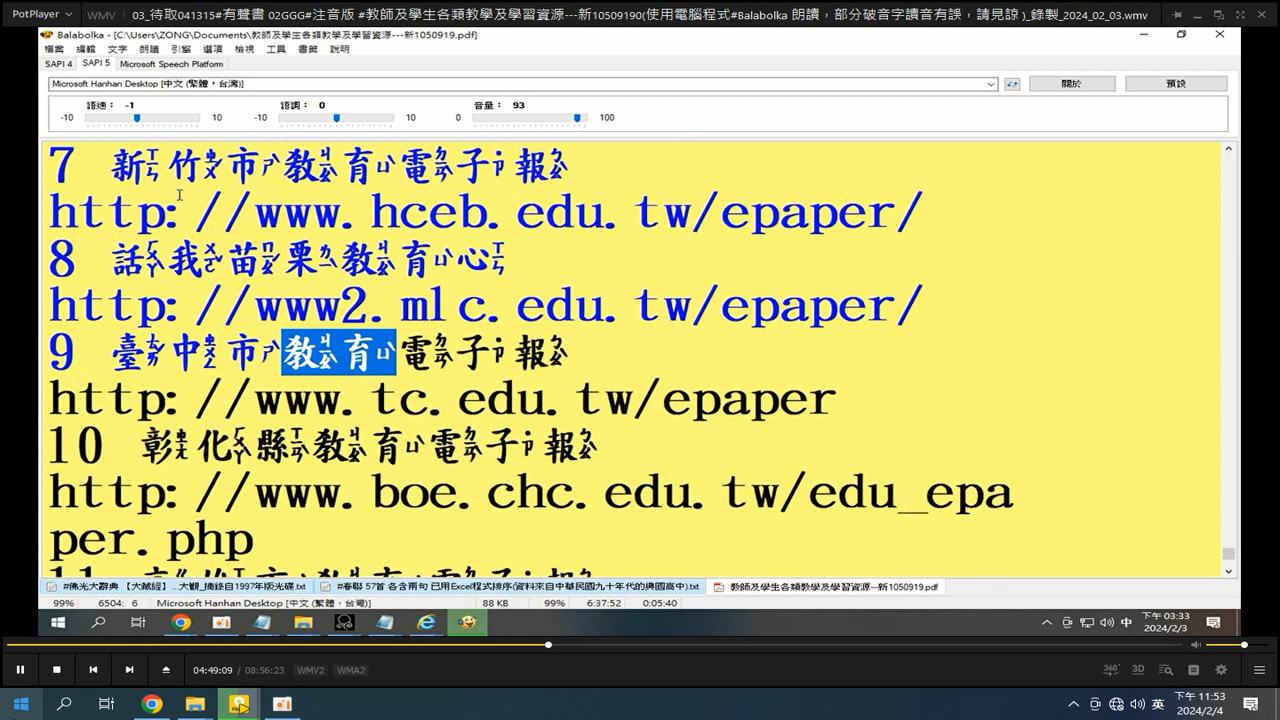 PotPlayer WMV 03_待取041315#有聲書 02GGG#注音版 #教師及學生各類教學及學習資源---新10509190(使用電腦程式#Balabolka 朗讀，部分破音字讀音有誤，請見諒 )_錄製_2024_02_03.wmv
Balabolka - [C:\Users\ZONG\Documents\教師及學生各類教學及學習資源---新1050919.pdf]
檔案 編輯 文字 朗讀 引擎 選項 檢視 工具 書籤 說明
SAPI 4 SAPI 5 Microsoft Speech Platform
Microsoft Hanhan Desktop [中文 (繁體，台灣)] 關於 預設
語速： -1 語調： 0 音量： 93
-10 10 -10 10 0 100
7 新竹市教育電子報
http://www.hceb.edu.tw/epaper/
8 話我苗栗教育心
http://www2.mlc.edu.tw/epaper/
9 臺中市教育電子報
http://www.tc.edu.tw/epaper
10 彰化縣教育電子報
http://www.boe.chc.edu.tw/edu_epa
per.php
#佛光大辭典 【大藏經】...大觀_摘錄自1997年版光碟.txt #春聯 57首 各含兩句 已用Excel程式排序(資料來自中華民國九十年代的興國高中).txt 教師及學生各類教學及學習資源---新1050919.pdf
99% 6504: 6 Microsoft Hanhan Desktop [中文 (繁體，台灣)] 88 KB 99% 6:37:52 0:05:40
中 下午 03:33
2024/2/3
04:49:09 / 08:56:23 WMV2 WMA2 360° 3D
英 下午 11:53
2024/2/4